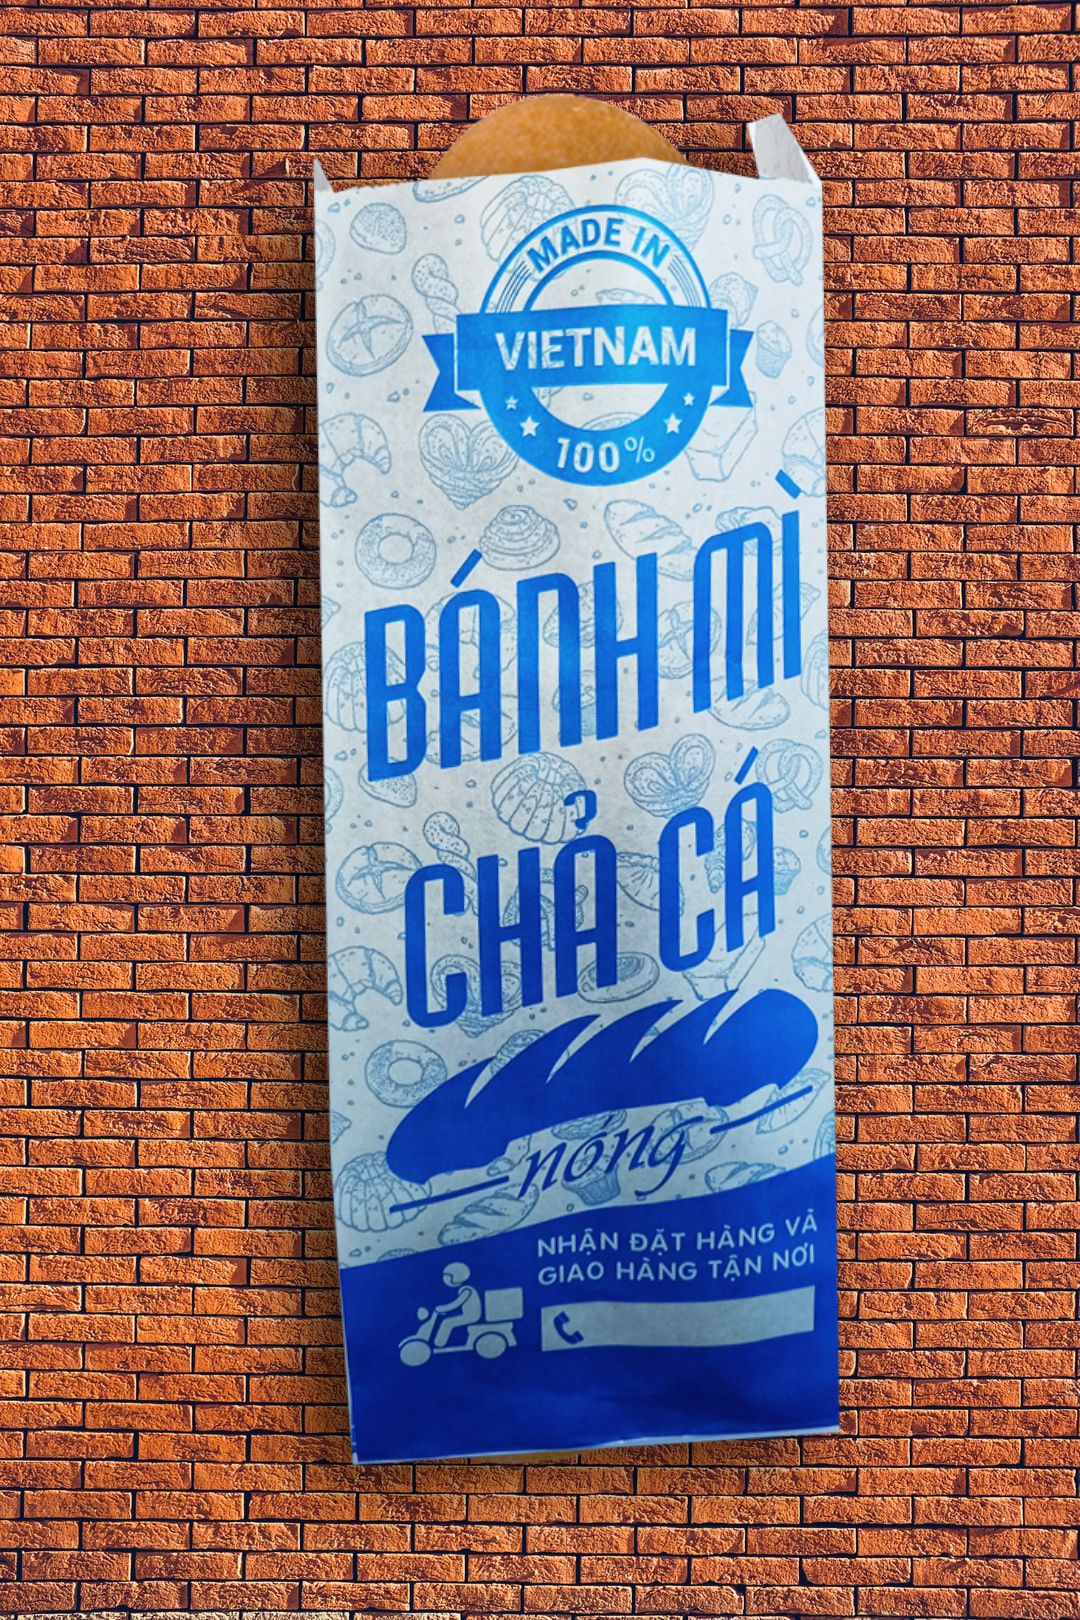 MADE IN
VIETNAM
100%
BÁNH MÌ
CHẢ CÁ
nóng
NHẬN ĐẶT HÀNG VÀ
GIAO HÀNG TẬN NƠI